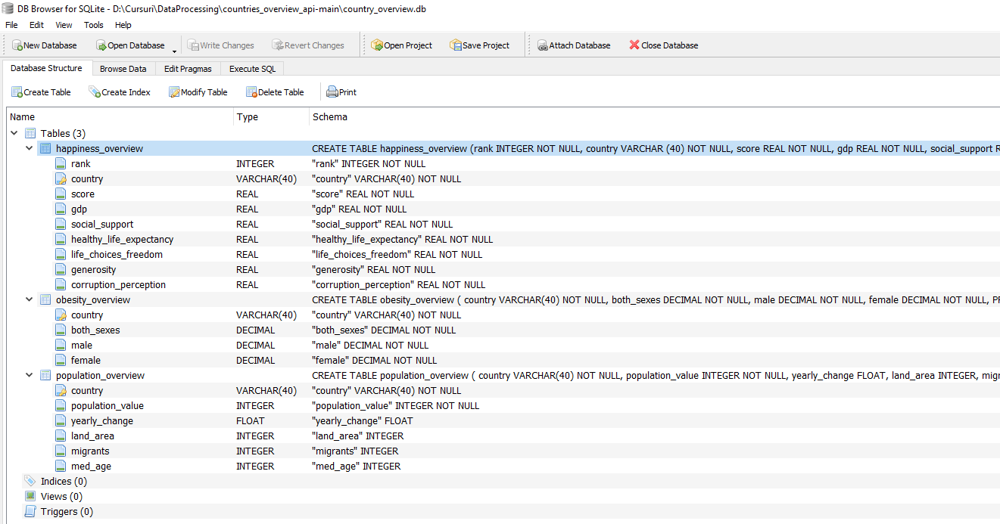 DB Browser for SQLite - D:\Cursuri\DataProcessing\countries_overview_api-main\country_overview.db
File Edit View Tools Help
New Database Open Database Write Changes Revert Changes Open Project Save Project Attach Database Close Database
Database Structure Browse Data Edit Pragmas Execute SQL
Create Table Create Index Modify Table Delete Table Print
Name Type Schema
Tables (3)
happiness_overview CREATE TABLE happiness_overview (rank INTEGER NOT NULL, country VARCHAR (40) NOT NULL, score REAL NOT NULL, gdp REAL NOT NULL, social_support R
rank INTEGER "rank" INTEGER NOT NULL
country VARCHAR(40) "country" VARCHAR(40) NOT NULL
score REAL "score" REAL NOT NULL
gdp REAL "gdp" REAL NOT NULL
social_support REAL "social_support" REAL NOT NULL
healthy_life_expectancy REAL "healthy_life_expectancy" REAL NOT NULL
life_choices_freedom REAL "life_choices_freedom" REAL NOT NULL
generosity REAL "generosity" REAL NOT NULL
corruption_perception REAL "corruption_perception" REAL NOT NULL
obesity_overview CREATE TABLE obesity_overview ( country VARCHAR(40) NOT NULL, both_sexes DECIMAL NOT NULL, male DECIMAL NOT NULL, female DECIMAL NOT NULL, PR
country VARCHAR(40) "country" VARCHAR(40) NOT NULL
both_sexes DECIMAL "both_sexes" DECIMAL NOT NULL
male DECIMAL "male" DECIMAL NOT NULL
female DECIMAL "female" DECIMAL NOT NULL
population_overview CREATE TABLE population_overview ( country VARCHAR(40) NOT NULL, population_value INTEGER NOT NULL, yearly_change FLOAT, land_area INTEGER, migr
country VARCHAR(40) "country" VARCHAR(40) NOT NULL
population_value INTEGER "population_value" INTEGER NOT NULL
yearly_change FLOAT "yearly_change" FLOAT
land_area INTEGER "land_area" INTEGER
migrants INTEGER "migrants" INTEGER
med_age INTEGER "med_age" INTEGER
Indices (0)
Views (0)
Triggers (0)